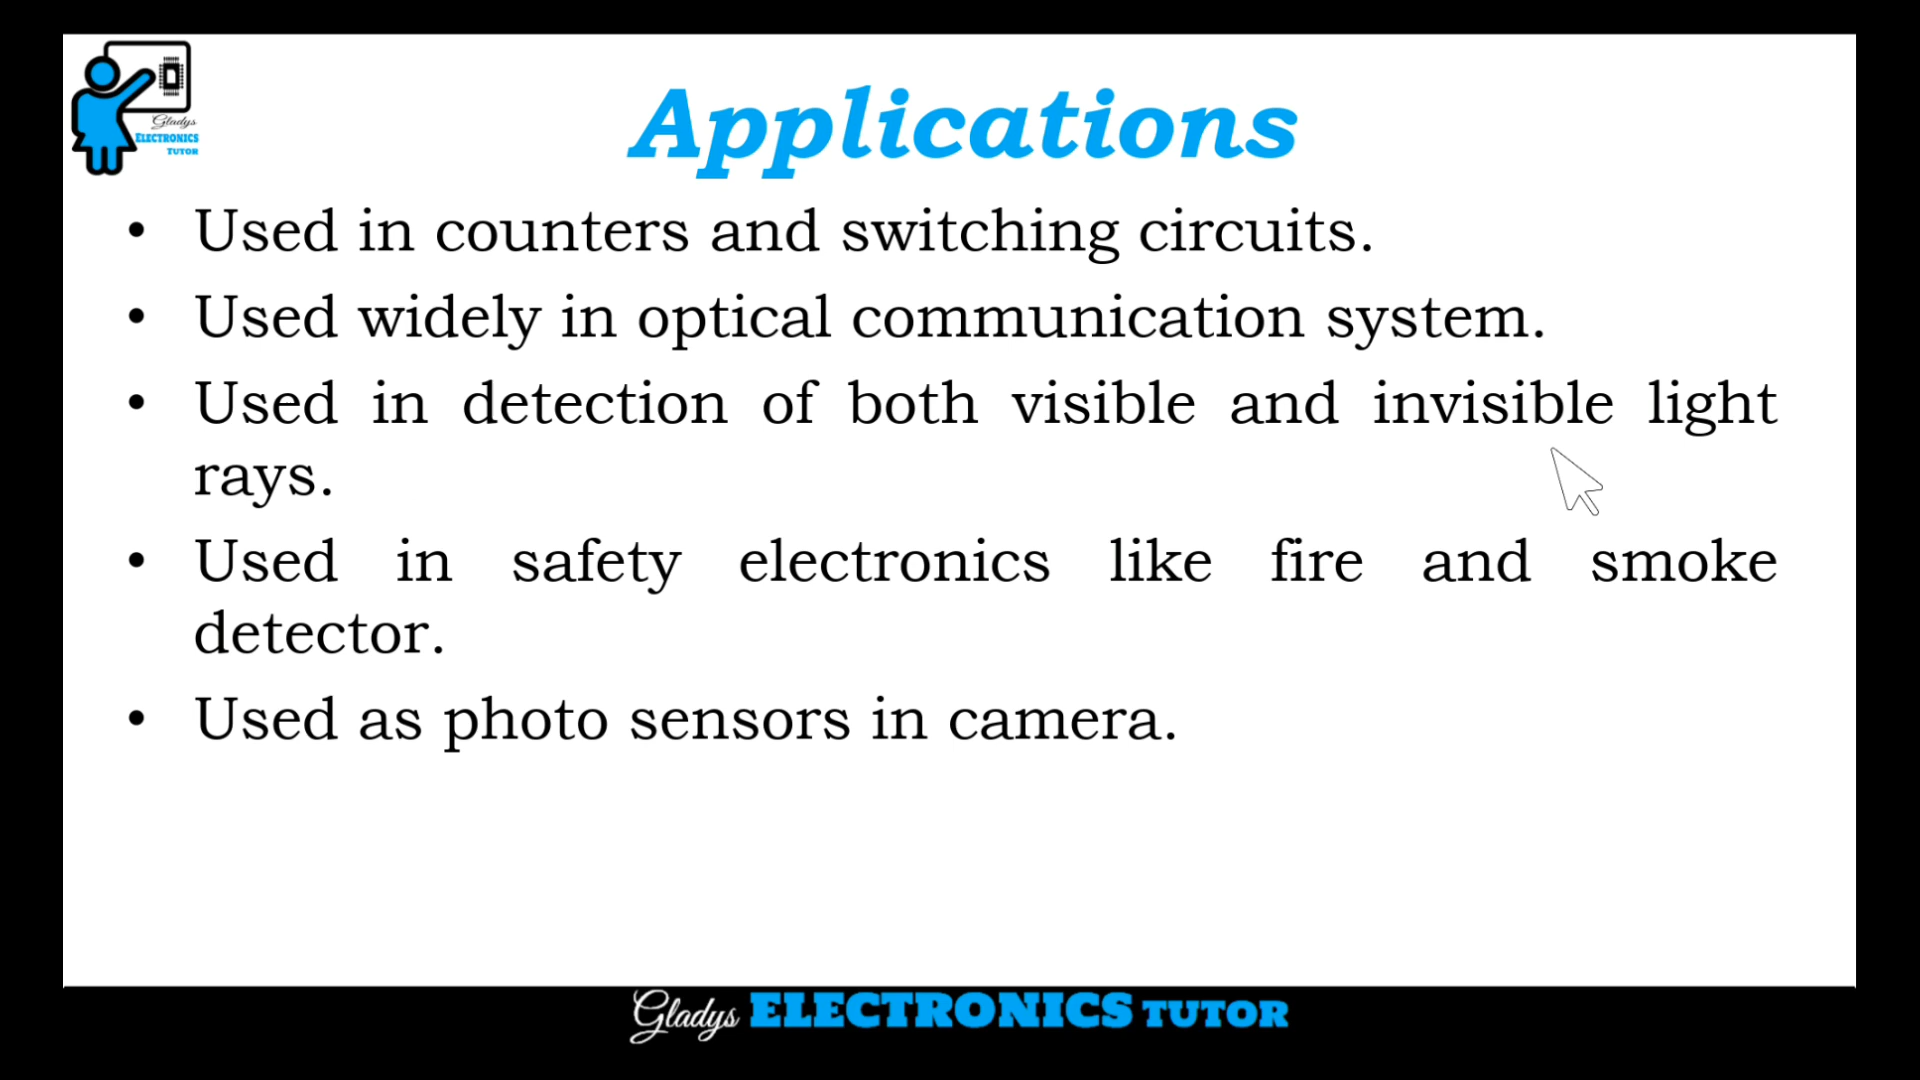 Gladys
ELECTRONICS
TUTOR
Applications
• Used in counters and switching circuits.
• Used widely in optical communication system.
• Used in detection of both visible and invisible light
rays.
• Used in safety electronics like fire and smoke
detector.
• Used as photo sensors in camera.
Gladys ELECTRONICS TUTOR